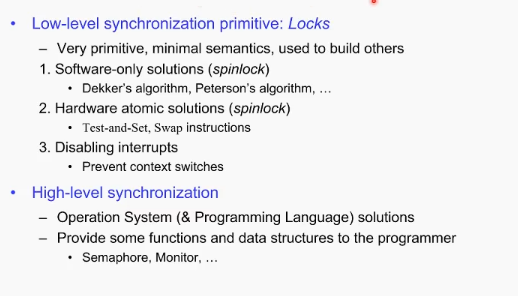 • Low-level synchronization primitive: Locks
– Very primitive, minimal semantics, used to build others
1. Software-only solutions (spinlock)
• Dekker's algorithm, Peterson's algorithm, …
2. Hardware atomic solutions (spinlock)
• Test-and-Set, Swap instructions
3. Disabling interrupts
• Prevent context switches
• High-level synchronization
– Operation System (& Programming Language) solutions
– Provide some functions and data structures to the programmer
• Semaphore, Monitor, …